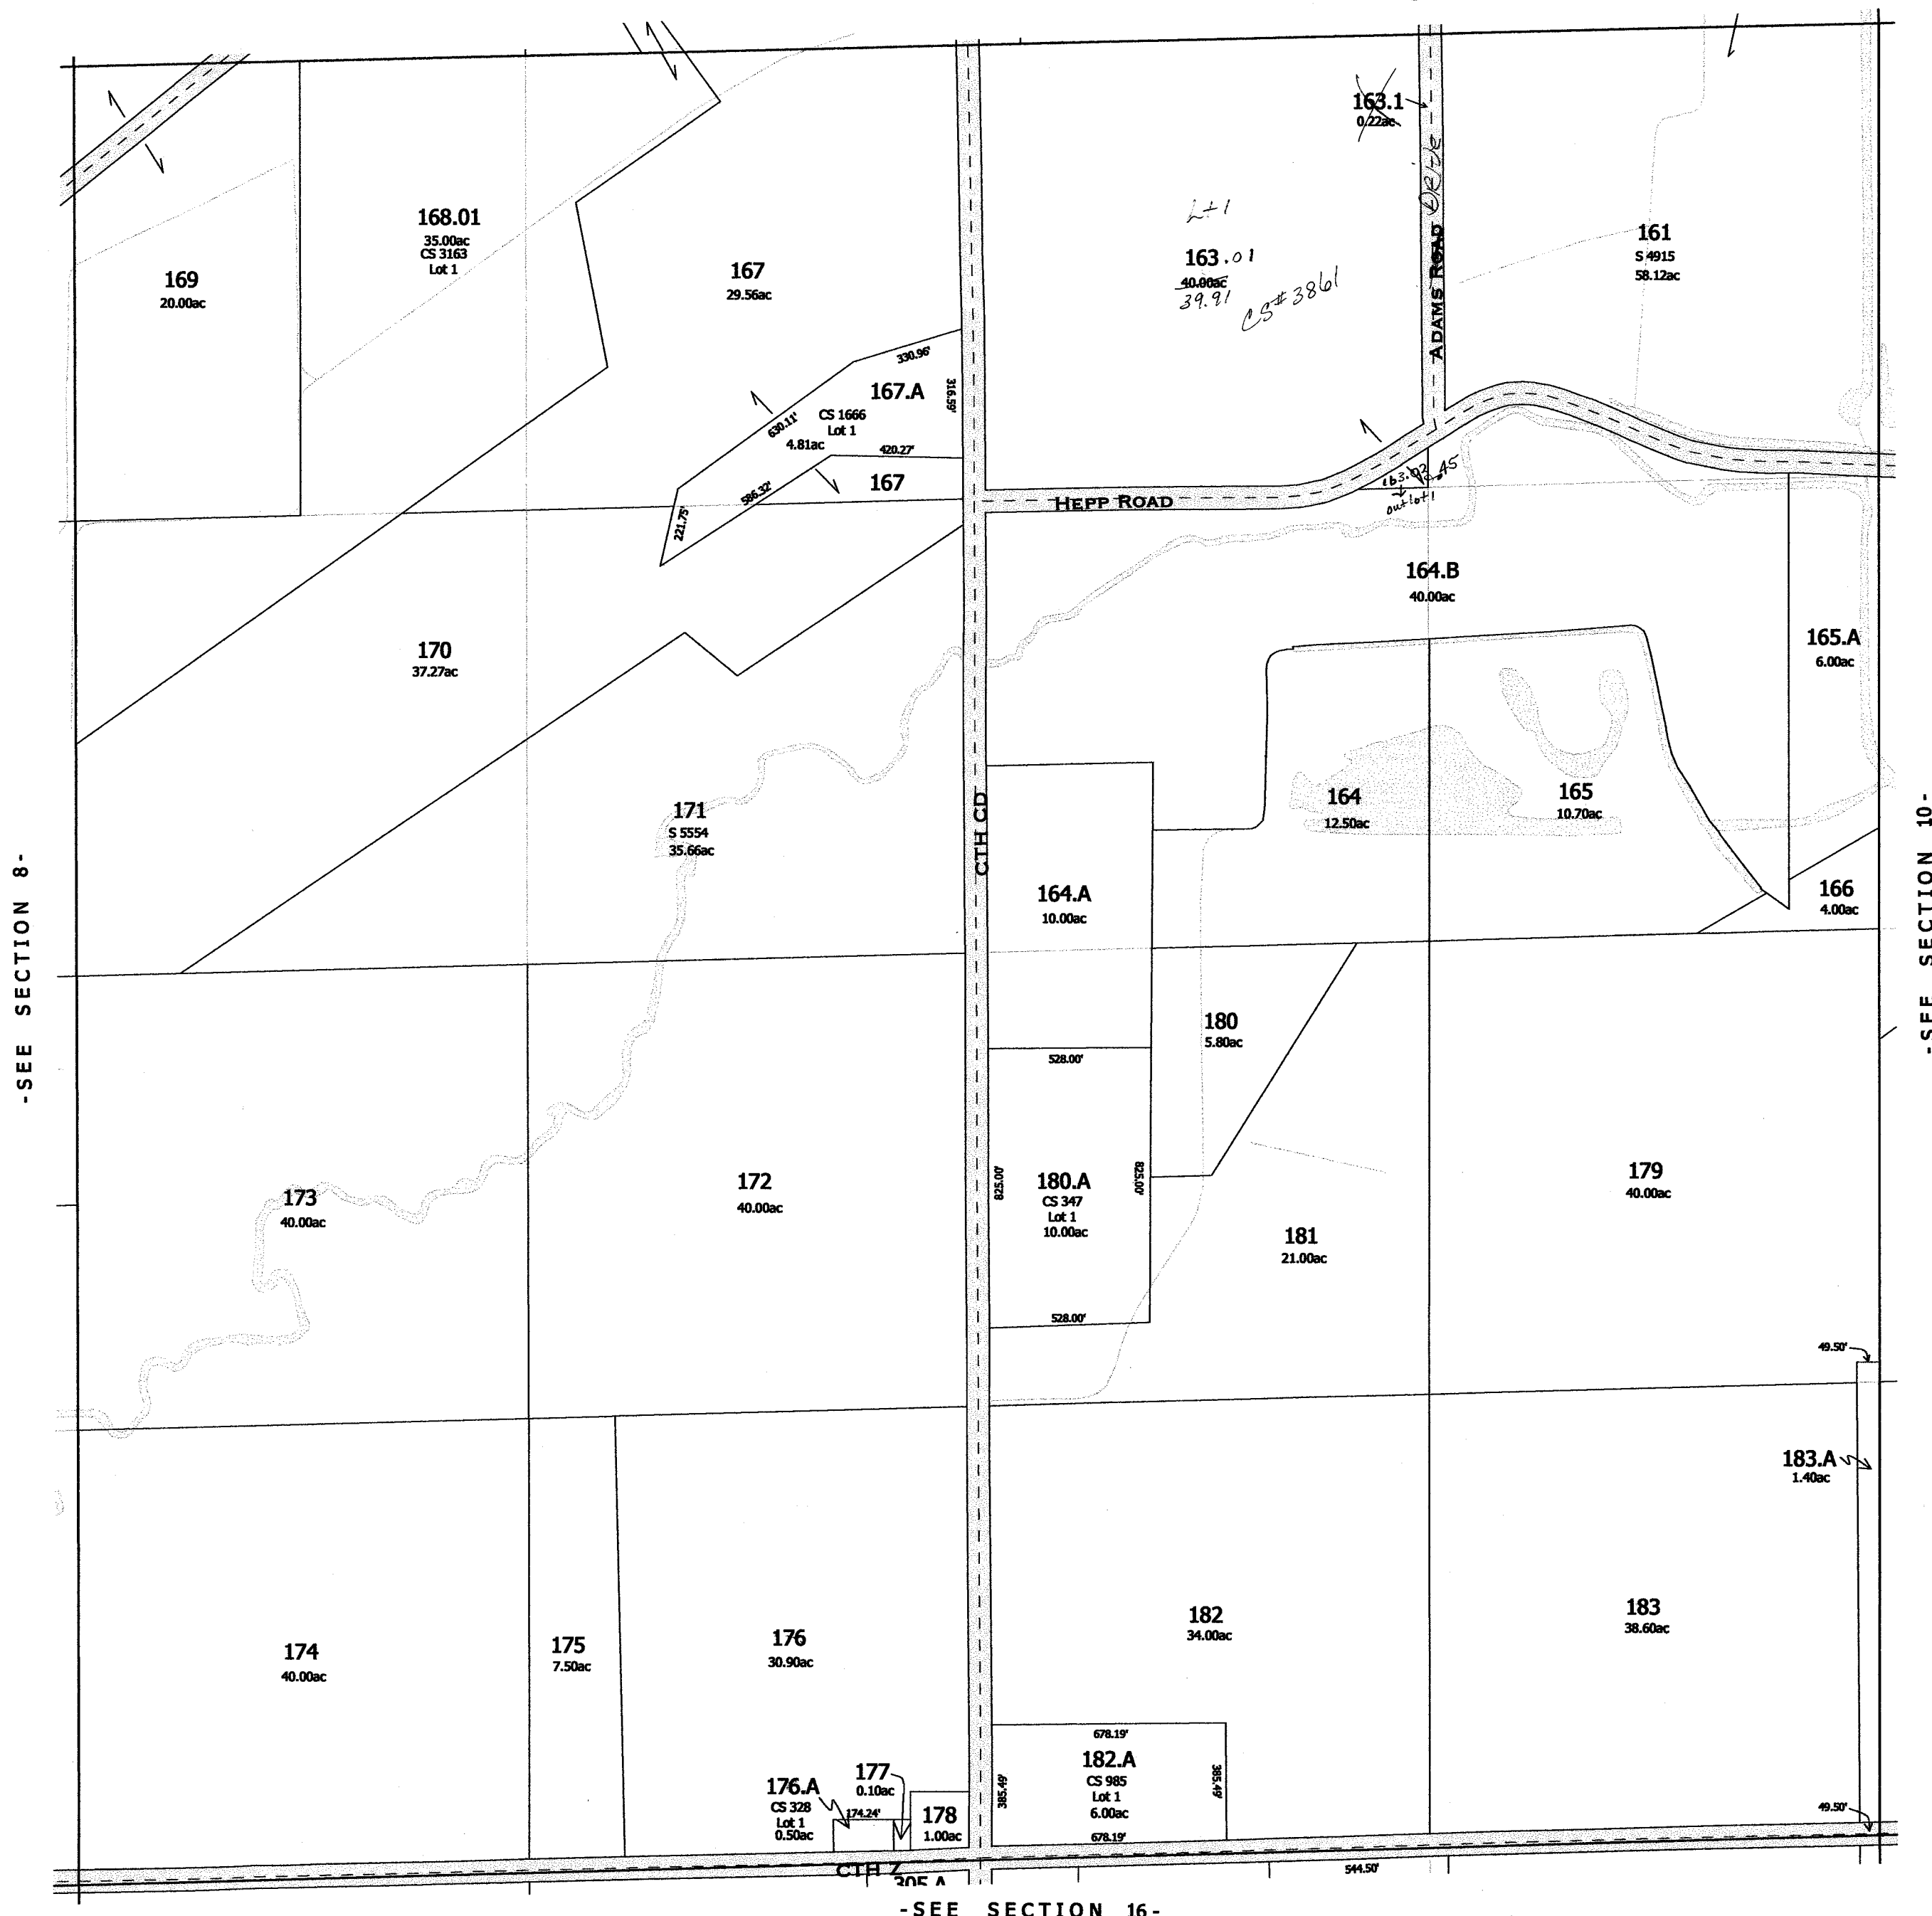 163.1
0.22ac
Delete
ADAMS ROAD
168.01
35.00ac
CS 3163
Lot 1
169
20.00ac
167
29.56ac
Lt 1
163.01
40.00ac
39.91
CS# 3861
161
S 4915
58.12ac
330.96'
316.59'
167.A
CS 1666
Lot 1
4.81ac
630.11'
420.27'
586.32'
221.75'
167
HEPP ROAD
163.02
.45
outlot 1
164.B
40.00ac
165.A
6.00ac
170
37.27ac
171
S 5554
35.66ac
CTH CD
164
12.50ac
165
10.70ac
164.A
10.00ac
166
4.00ac
-SEE SECTION 8-
-SEE SECTION 10-
180
5.80ac
528.00'
173
40.00ac
172
40.00ac
825.00'
180.A
CS 347
Lot 1
10.00ac
825.00'
528.00'
181
21.00ac
179
40.00ac
49.50'
183.A
1.40ac
174
40.00ac
175
7.50ac
176
30.90ac
182
34.00ac
183
38.60ac
678.19'
182.A
CS 985
Lot 1
6.00ac
385.49'
385.49'
678.19'
176.A
CS 328
Lot 1
0.50ac
174.24'
177
0.10ac
178
1.00ac
49.50'
CTH Z
305.A
544.50'
-SEE SECTION 16-